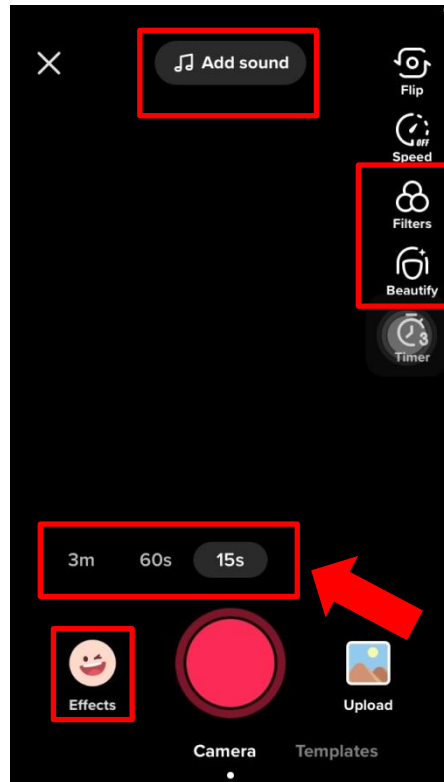 Add sound
Flip
OFF
Speed
Filters
Beautify
3
Timer
3m 60s 15s
Effects
Upload
Camera Templates